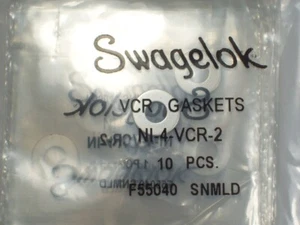 Swagelok
VCR GASKETS
NI-4-VCR-2
10 PCS.
F55040 SNMLD